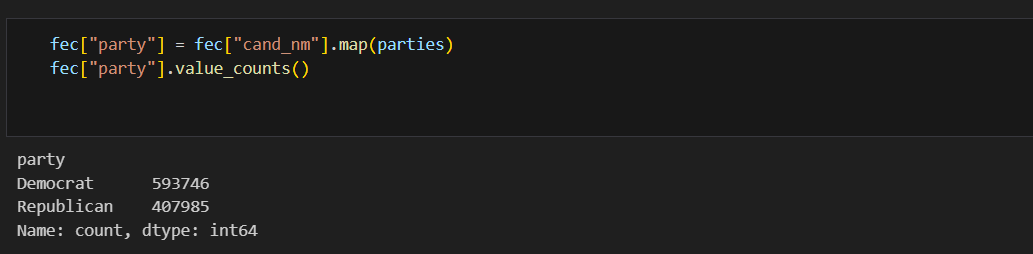 fec["party"] = fec["cand_nm"].map(parties)
fec["party"].value_counts()
party
Democrat      593746
Republican    407985
Name: count, dtype: int64